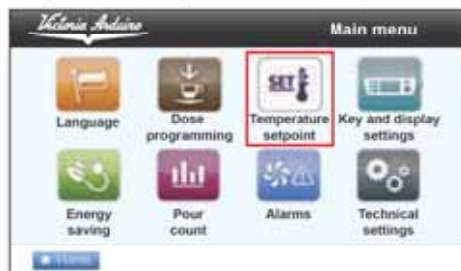 Victoria Arduino
Main menu
Language
Dose
programming
SET
Temperature
setpoint
Key and display
settings
Energy
saving
Pour
count
Alarms
Technical
settings
Home